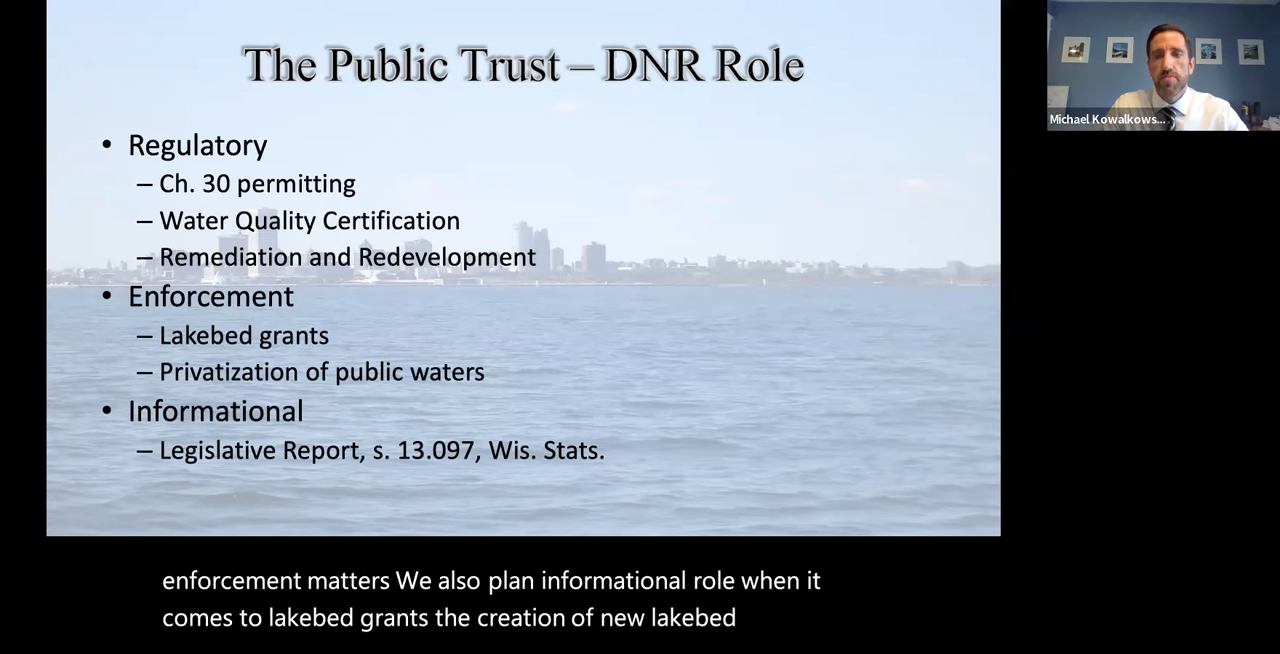 The Public Trust – DNR Role
• Regulatory
– Ch. 30 permitting
– Water Quality Certification
– Remediation and Redevelopment
• Enforcement
– Lakebed grants
– Privatization of public waters
• Informational
– Legislative Report, s. 13.097, Wis. Stats.
Michael Kowalkows...
enforcement matters We also plan informational role when it
comes to lakebed grants the creation of new lakebed